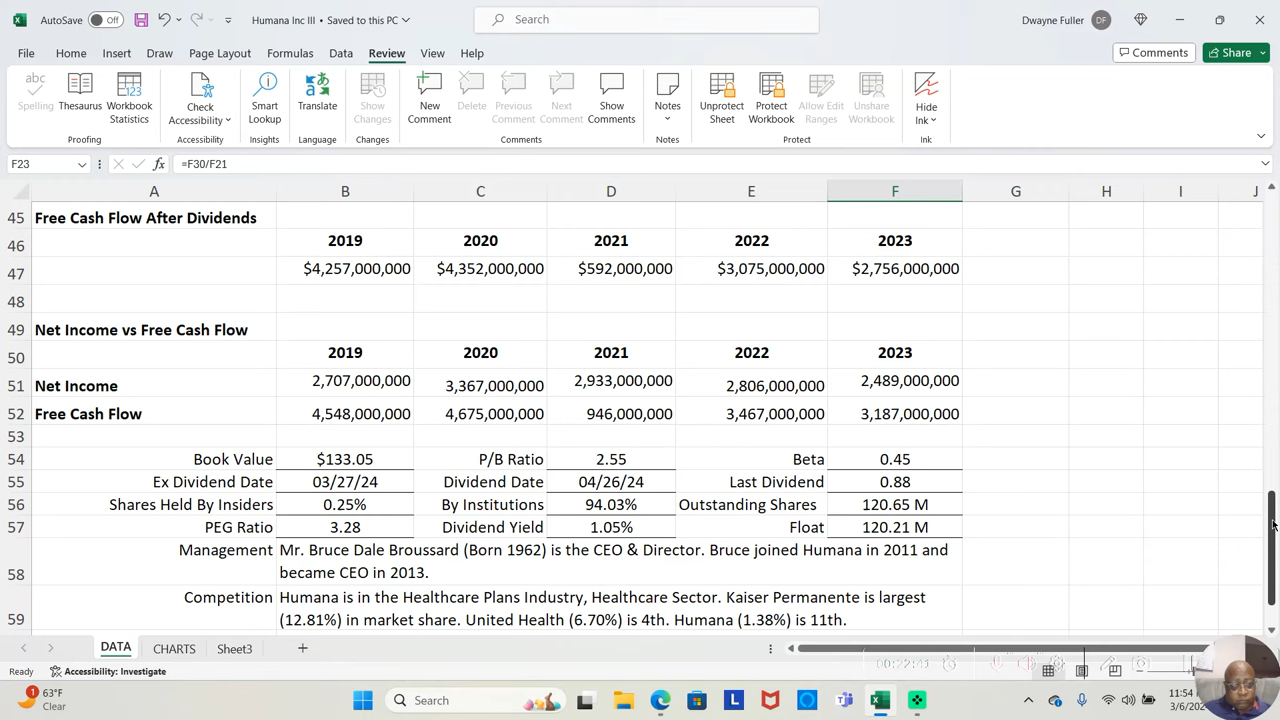 AutoSave Off Humana Inc III • Saved to this PC Search Dwayne Fuller DF
File Home Insert Draw Page Layout Formulas Data Review View Help Comments Share
abc 123
Spelling Thesaurus Workbook Statistics Check Accessibility Smart Lookup Translate Show Changes New Comment Delete Previous Comment Next Comment Show Comments Notes Unprotect Sheet Protect Workbook Allow Edit Ranges Unshare Workbook Hide Ink
Proofing Accessibility Insights Language Changes Comments Notes Protect Ink
F23 fx =F30/F21
A B C D E F G H I J
45 Free Cash Flow After Dividends
46 2019 2020 2021 2022 2023
47 $4,257,000,000 $4,352,000,000 $592,000,000 $3,075,000,000 $2,756,000,000
48
49 Net Income vs Free Cash Flow
50 2019 2020 2021 2022 2023
51 Net Income 2,707,000,000 3,367,000,000 2,933,000,000 2,806,000,000 2,489,000,000
52 Free Cash Flow 4,548,000,000 4,675,000,000 946,000,000 3,467,000,000 3,187,000,000
53
54 Book Value $133.05 P/B Ratio 2.55 Beta 0.45
55 Ex Dividend Date 03/27/24 Dividend Date 04/26/24 Last Dividend 0.88
56 Shares Held By Insiders 0.25% By Institutions 94.03% Outstanding Shares 120.65 M
57 PEG Ratio 3.28 Dividend Yield 1.05% Float 120.21 M
Management Mr. Bruce Dale Broussard (Born 1962) is the CEO & Director. Bruce joined Humana in 2011 and
58 became CEO in 2013.
Competition Humana is in the Healthcare Plans Industry, Healthcare Sector. Kaiser Permanente is largest
59 (12.81%) in market share. United Health (6.70%) is 4th. Humana (1.38%) is 11th.
DATA CHARTS Sheet3
Ready Accessibility: Investigate 00:22:41
1 63°F Search 11:54
Clear 3/6/